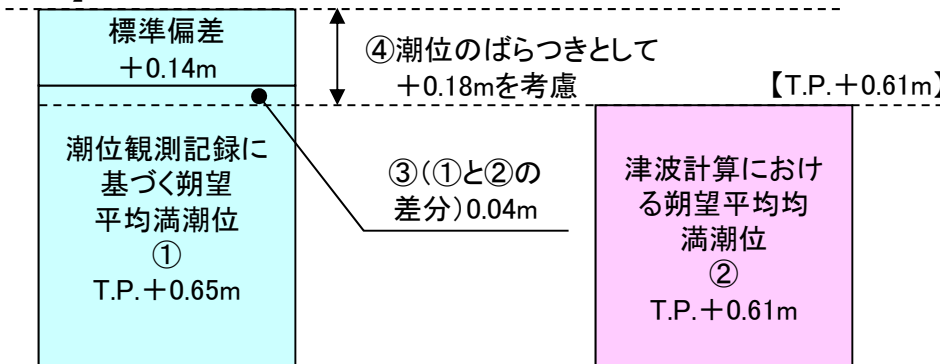 標準偏差
＋0.14m
④潮位のばらつきとして
＋0.18mを考慮
【T.P.＋0.61m】
潮位観測記録に
基づく朔望
平均満潮位
①
T.P.＋0.65m
③(①と②の
差分)0.04m
津波計算におけ
る朔望平均均
満潮位
②
T.P.＋0.61m